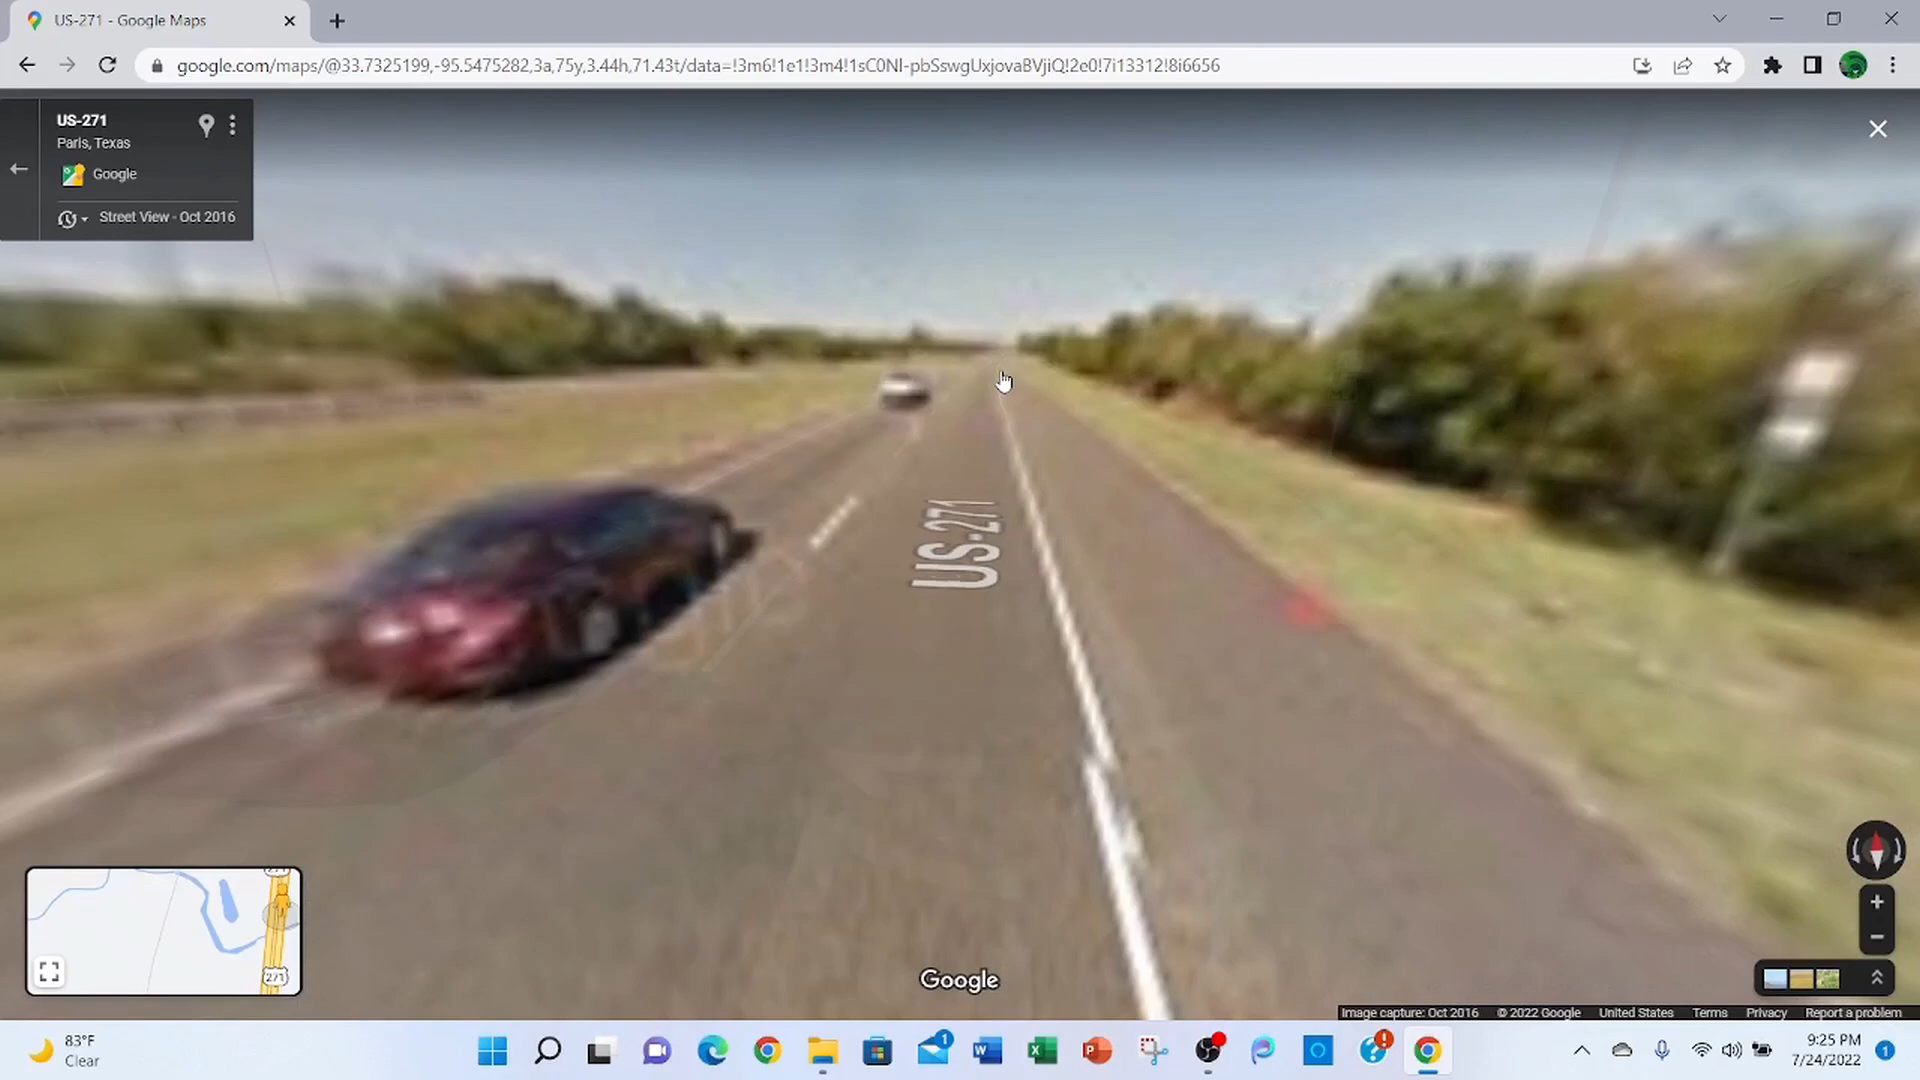 US-271 - Google Maps
google.com/maps/@33.7325199,-95.5475282,3a,75y,3.44h,71.43t/data=!3m6!1e1!3m4!1sC0NI-pbSswgUxjovaBVjiQ!2e0!7i13312!8i6656
US-271
Paris, Texas
Google
Street View - Oct 2016
US-271
271
Google
Image capture: Oct 2016 © 2022 Google United States Terms Privacy Report a problem
83°F
Clear
1
9:25 PM
7/24/2022
1